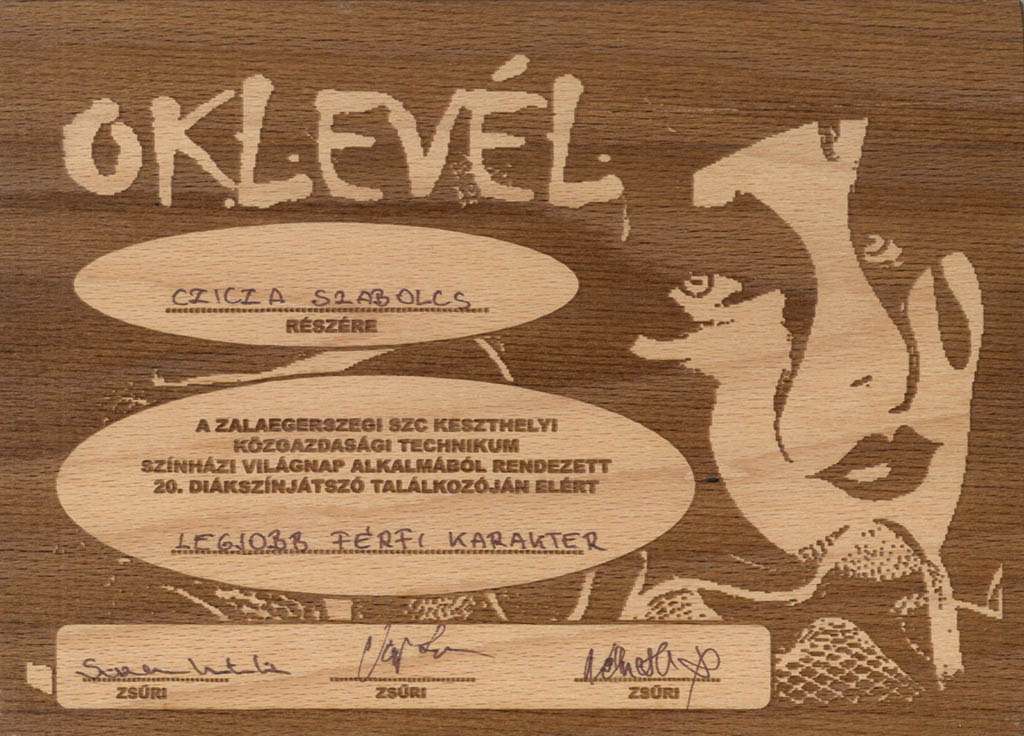 OKLEVÉL
CZICZA SZABOLCS
RÉSZÉRE
A ZALAEGERSZEGI SZC KESZTHELYI
KÖZGAZDASÁGI TECHNIKUM
SZÍNHÁZI VILÁGNAP ALKALMÁBÓL RENDEZETT
20. DIÁKSZÍNJÁTSZÓ TALÁLKOZÓJÁN ELÉRT
LEGJOBB FÉRFI KARAKTER
ZSŰRI ZSŰRI ZSŰRI